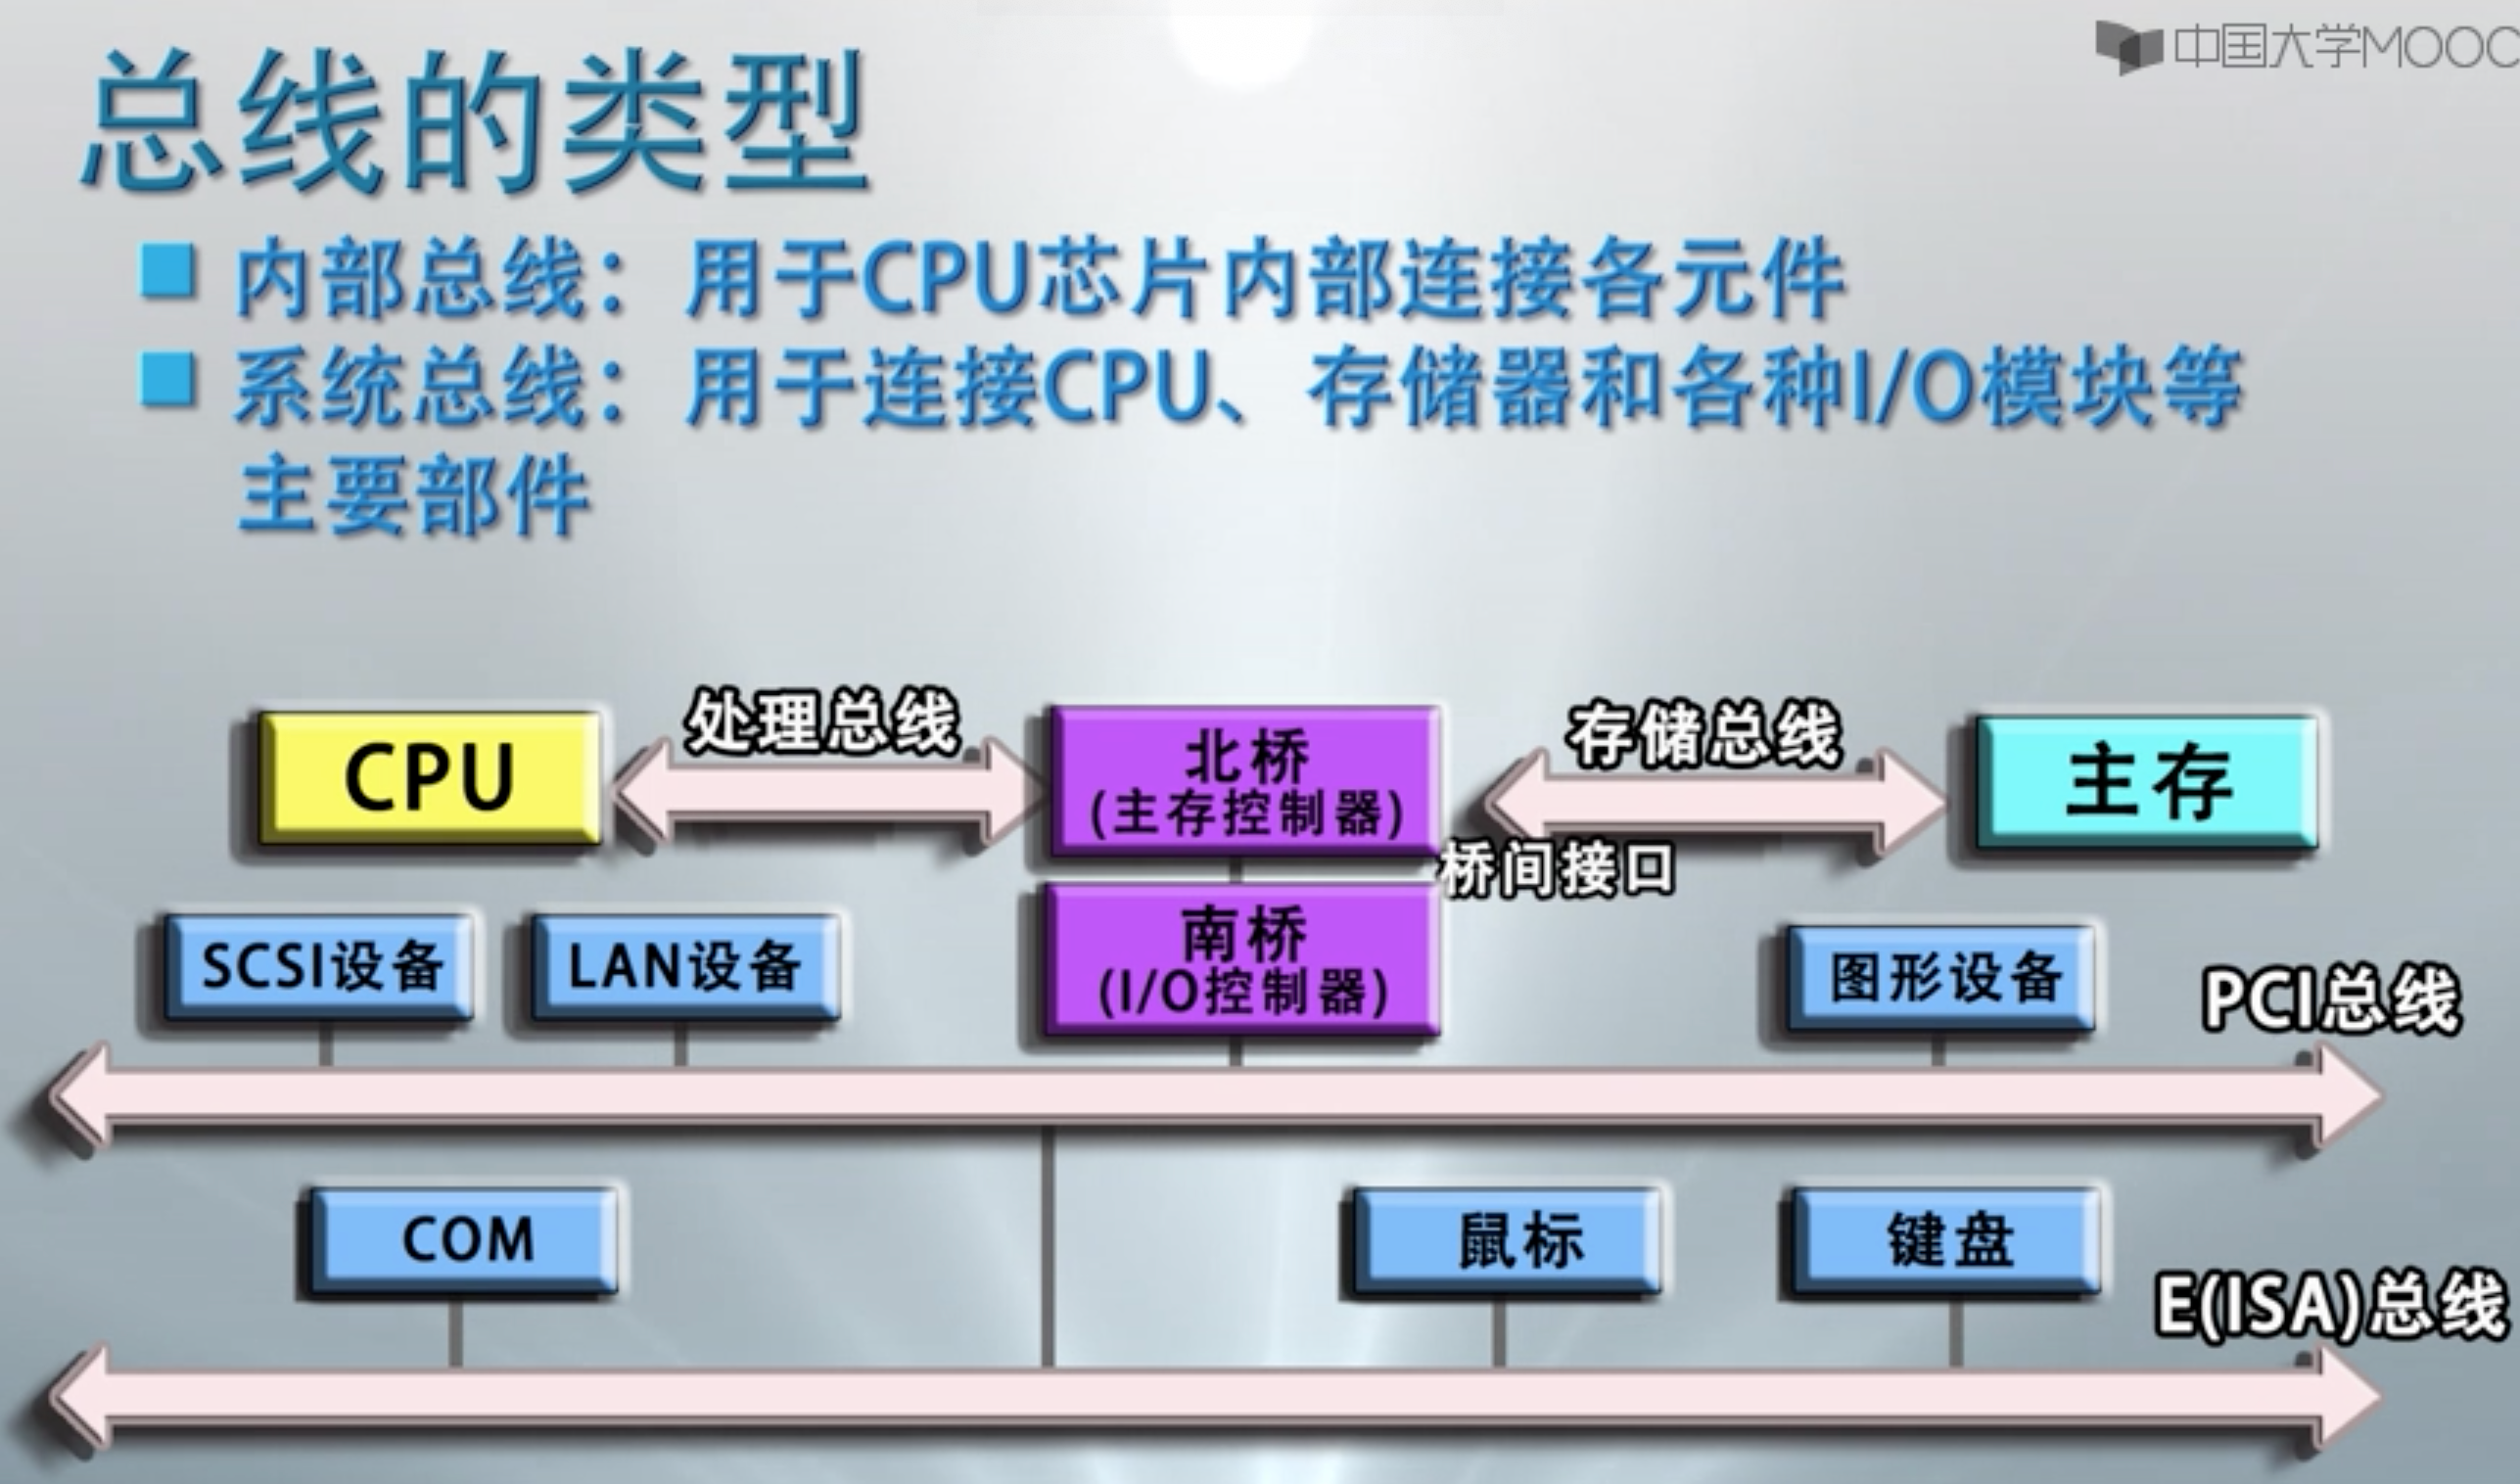 中国大学MOOC
总线的类型
内部总线：用于CPU芯片内部连接各元件
系统总线：用于连接CPU、存储器和各种I/O模块等
主要部件
CPU
处理总线
北桥
(主存控制器)
存储总线
主存
桥间接口
SCSI设备
LAN设备
南桥
(I/O控制器)
图形设备
PCI总线
COM
鼠标
键盘
E(ISA)总线